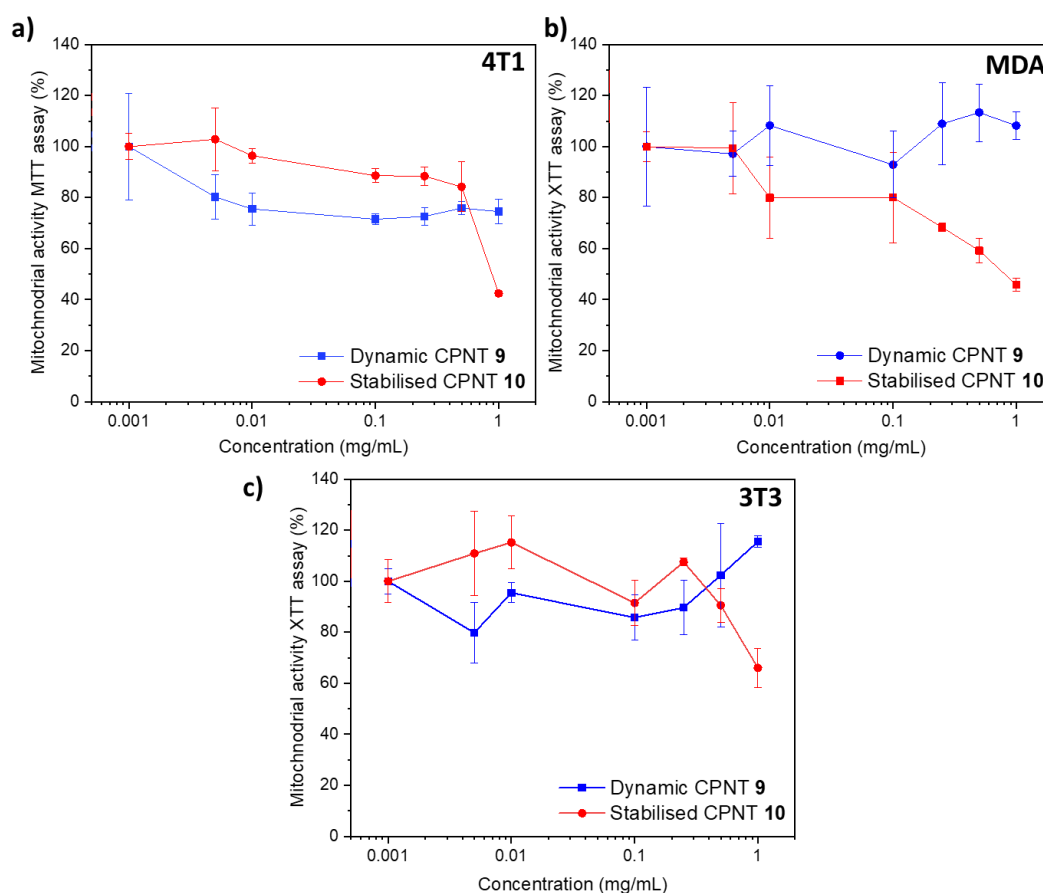 a)
4T1
Mitochnodrial activity MTT assay (%)
140
120
100
80
60
40
20
0
Dynamic CPNT 9
Stabilised CPNT 10
0.001
0.01
0.1
1
Concentration (mg/mL)
b)
MDA
Mitochnodrial activity XTT assay (%)
140
120
100
80
60
40
20
0
Dynamic CPNT 9
Stabilised CPNT 10
0.001
0.01
0.1
1
Concentration (mg/mL)
c)
3T3
Mitochnodrial activity XTT assay (%)
140
120
100
80
60
40
20
0
Dynamic CPNT 9
Stabilised CPNT 10
0.001
0.01
0.1
1
Concentration (mg/mL)